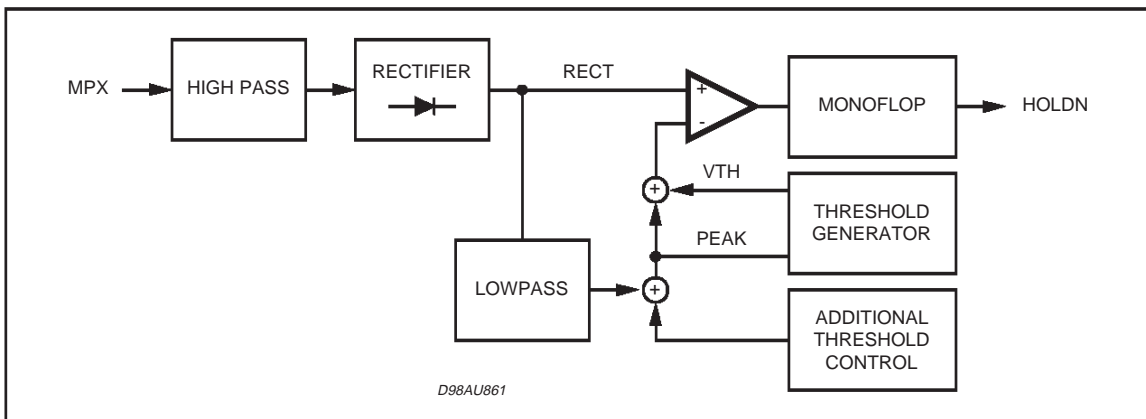 MPX
HIGH PASS
RECTIFIER
RECT
+
-
MONOFLOP
HOLDN
VTH
+
THRESHOLD
GENERATOR
PEAK
LOWPASS
+
ADDITIONAL
THRESHOLD
CONTROL
D98AU861